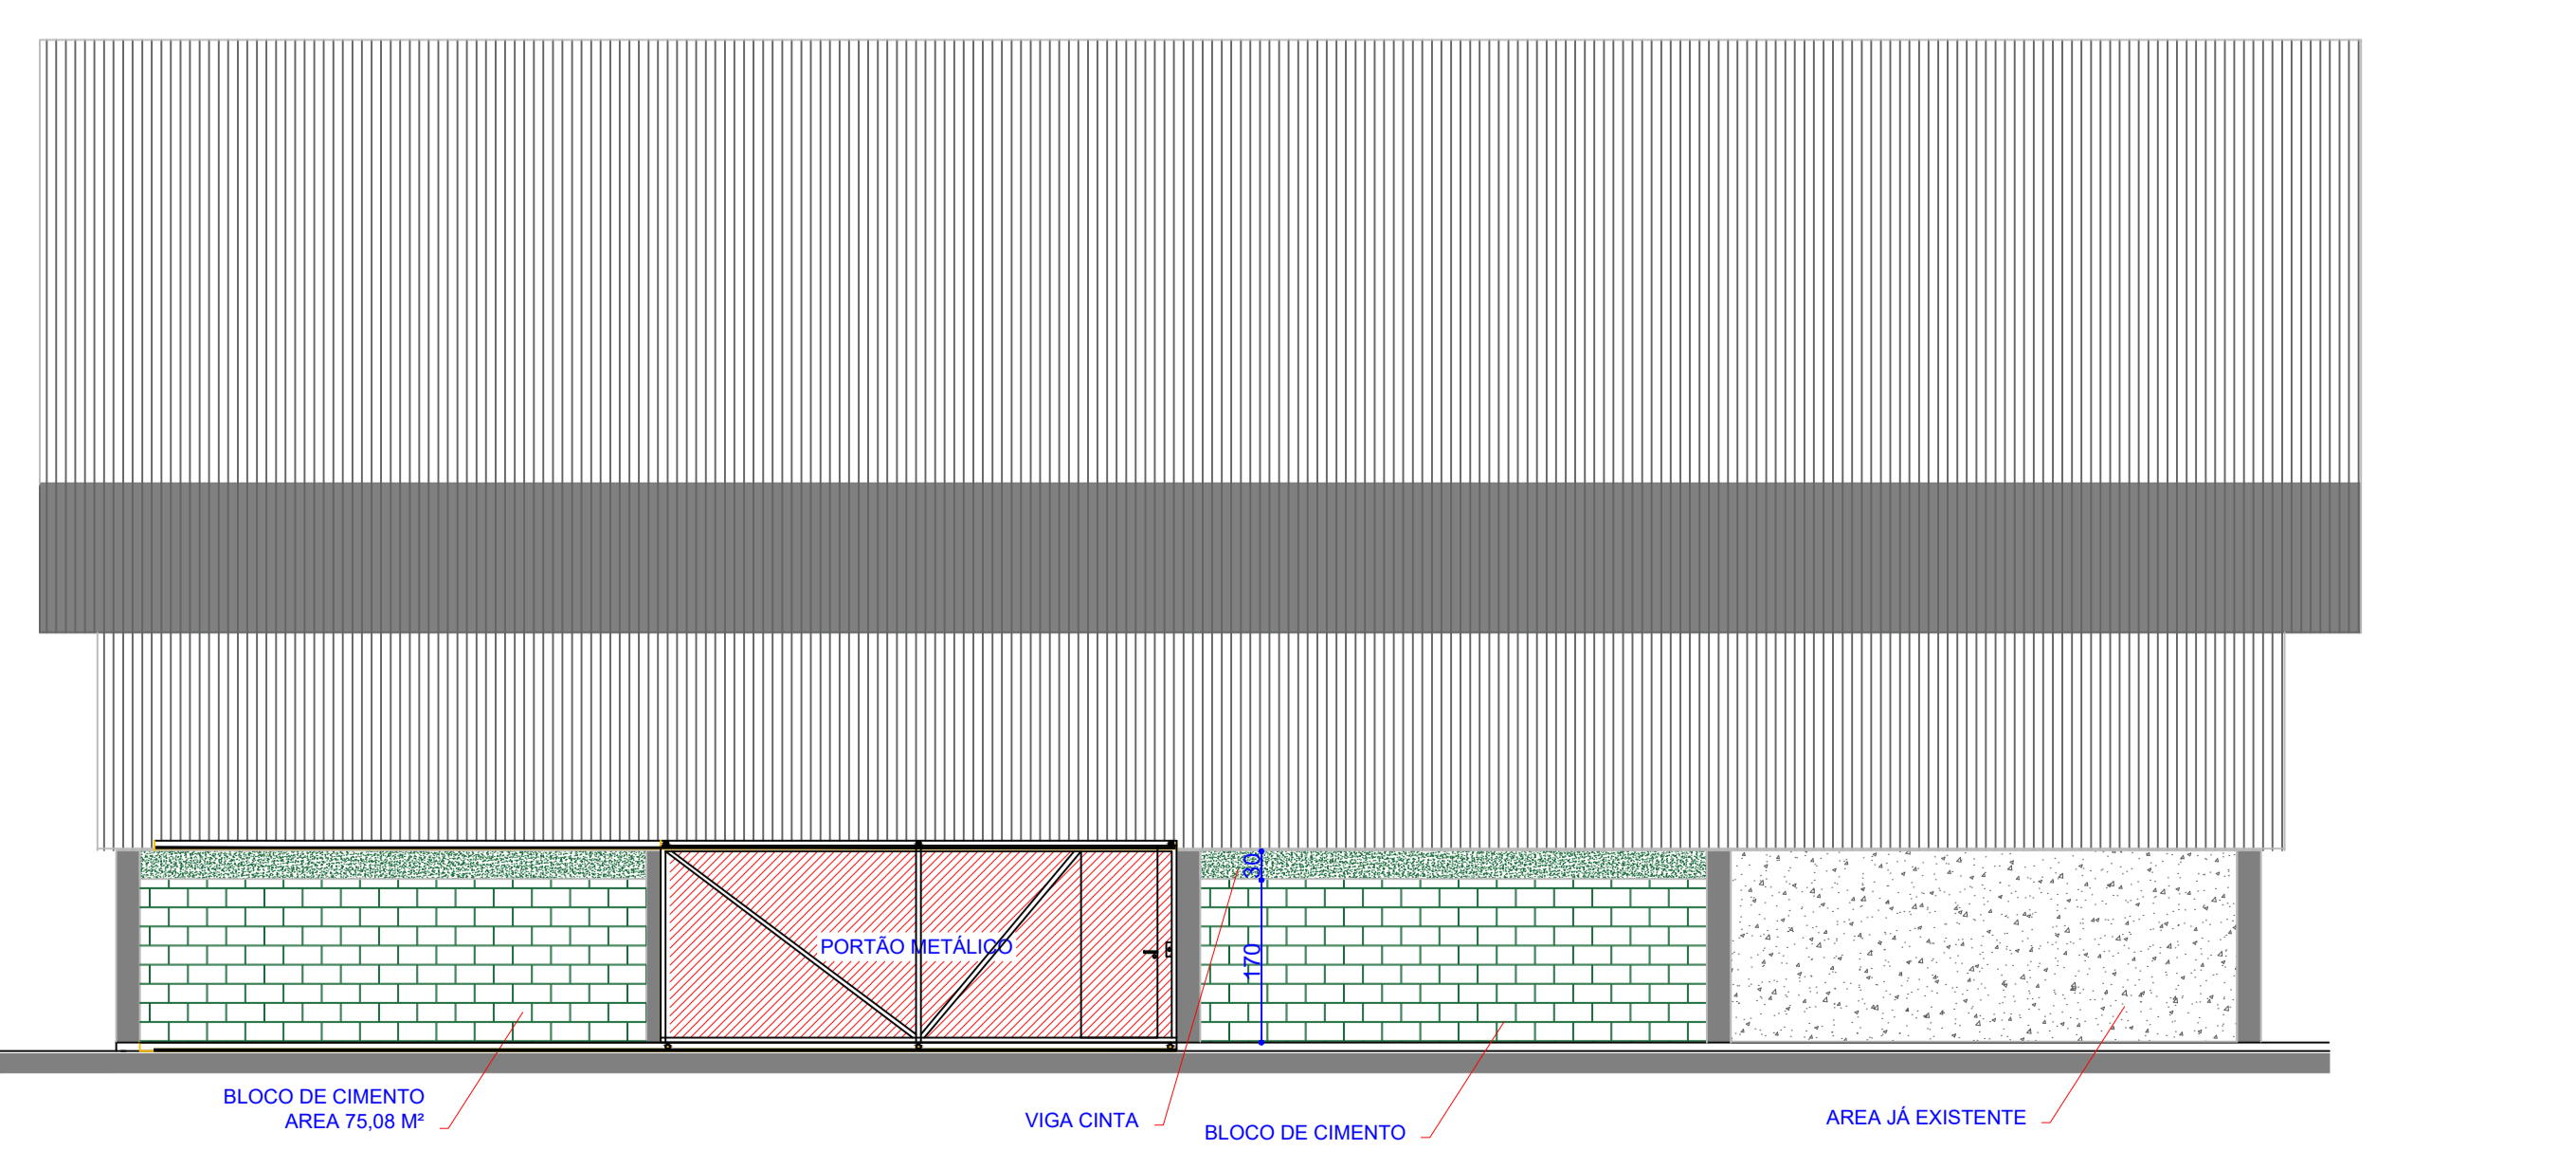 30
PORTÃO METÁLICO
170
BLOCO DE CIMENTO
AREA 75,08 M²
VIGA CINTA
BLOCO DE CIMENTO
AREA JÁ EXISTENTE